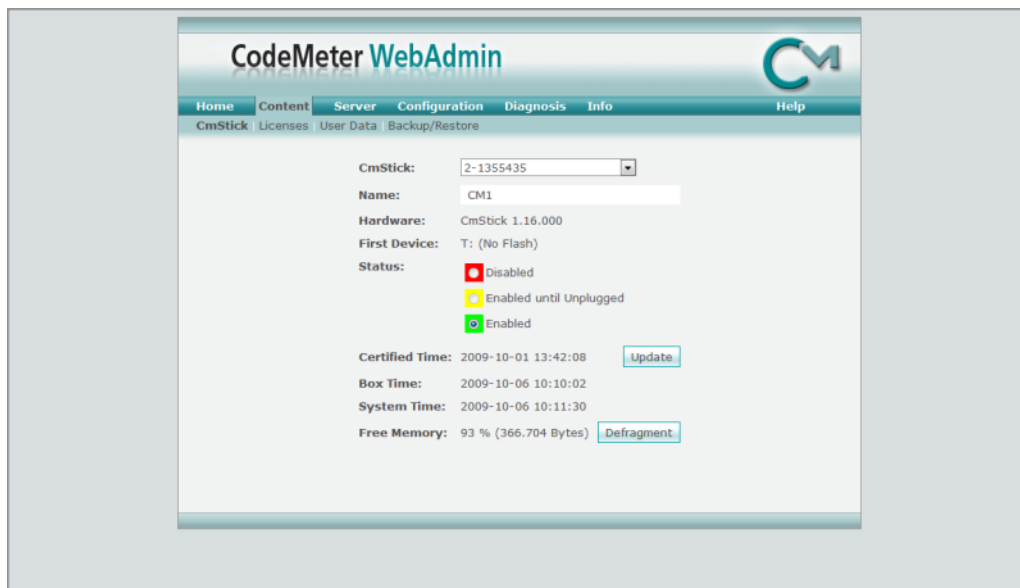 CodeMeter WebAdmin
CM
Home Content Server Configuration Diagnosis Info Help
CmStick | Licenses | User Data | Backup/Restore
CmStick: 2-1355435
Name: CM1
Hardware: CmStick 1.16.000
First Device: T: (No Flash)
Status:
Disabled
Enabled until Unplugged
Enabled
Certified Time: 2009-10-01 13:42:08 Update
Box Time: 2009-10-06 10:10:02
System Time: 2009-10-06 10:11:30
Free Memory: 93 % (366.704 Bytes) Defragment